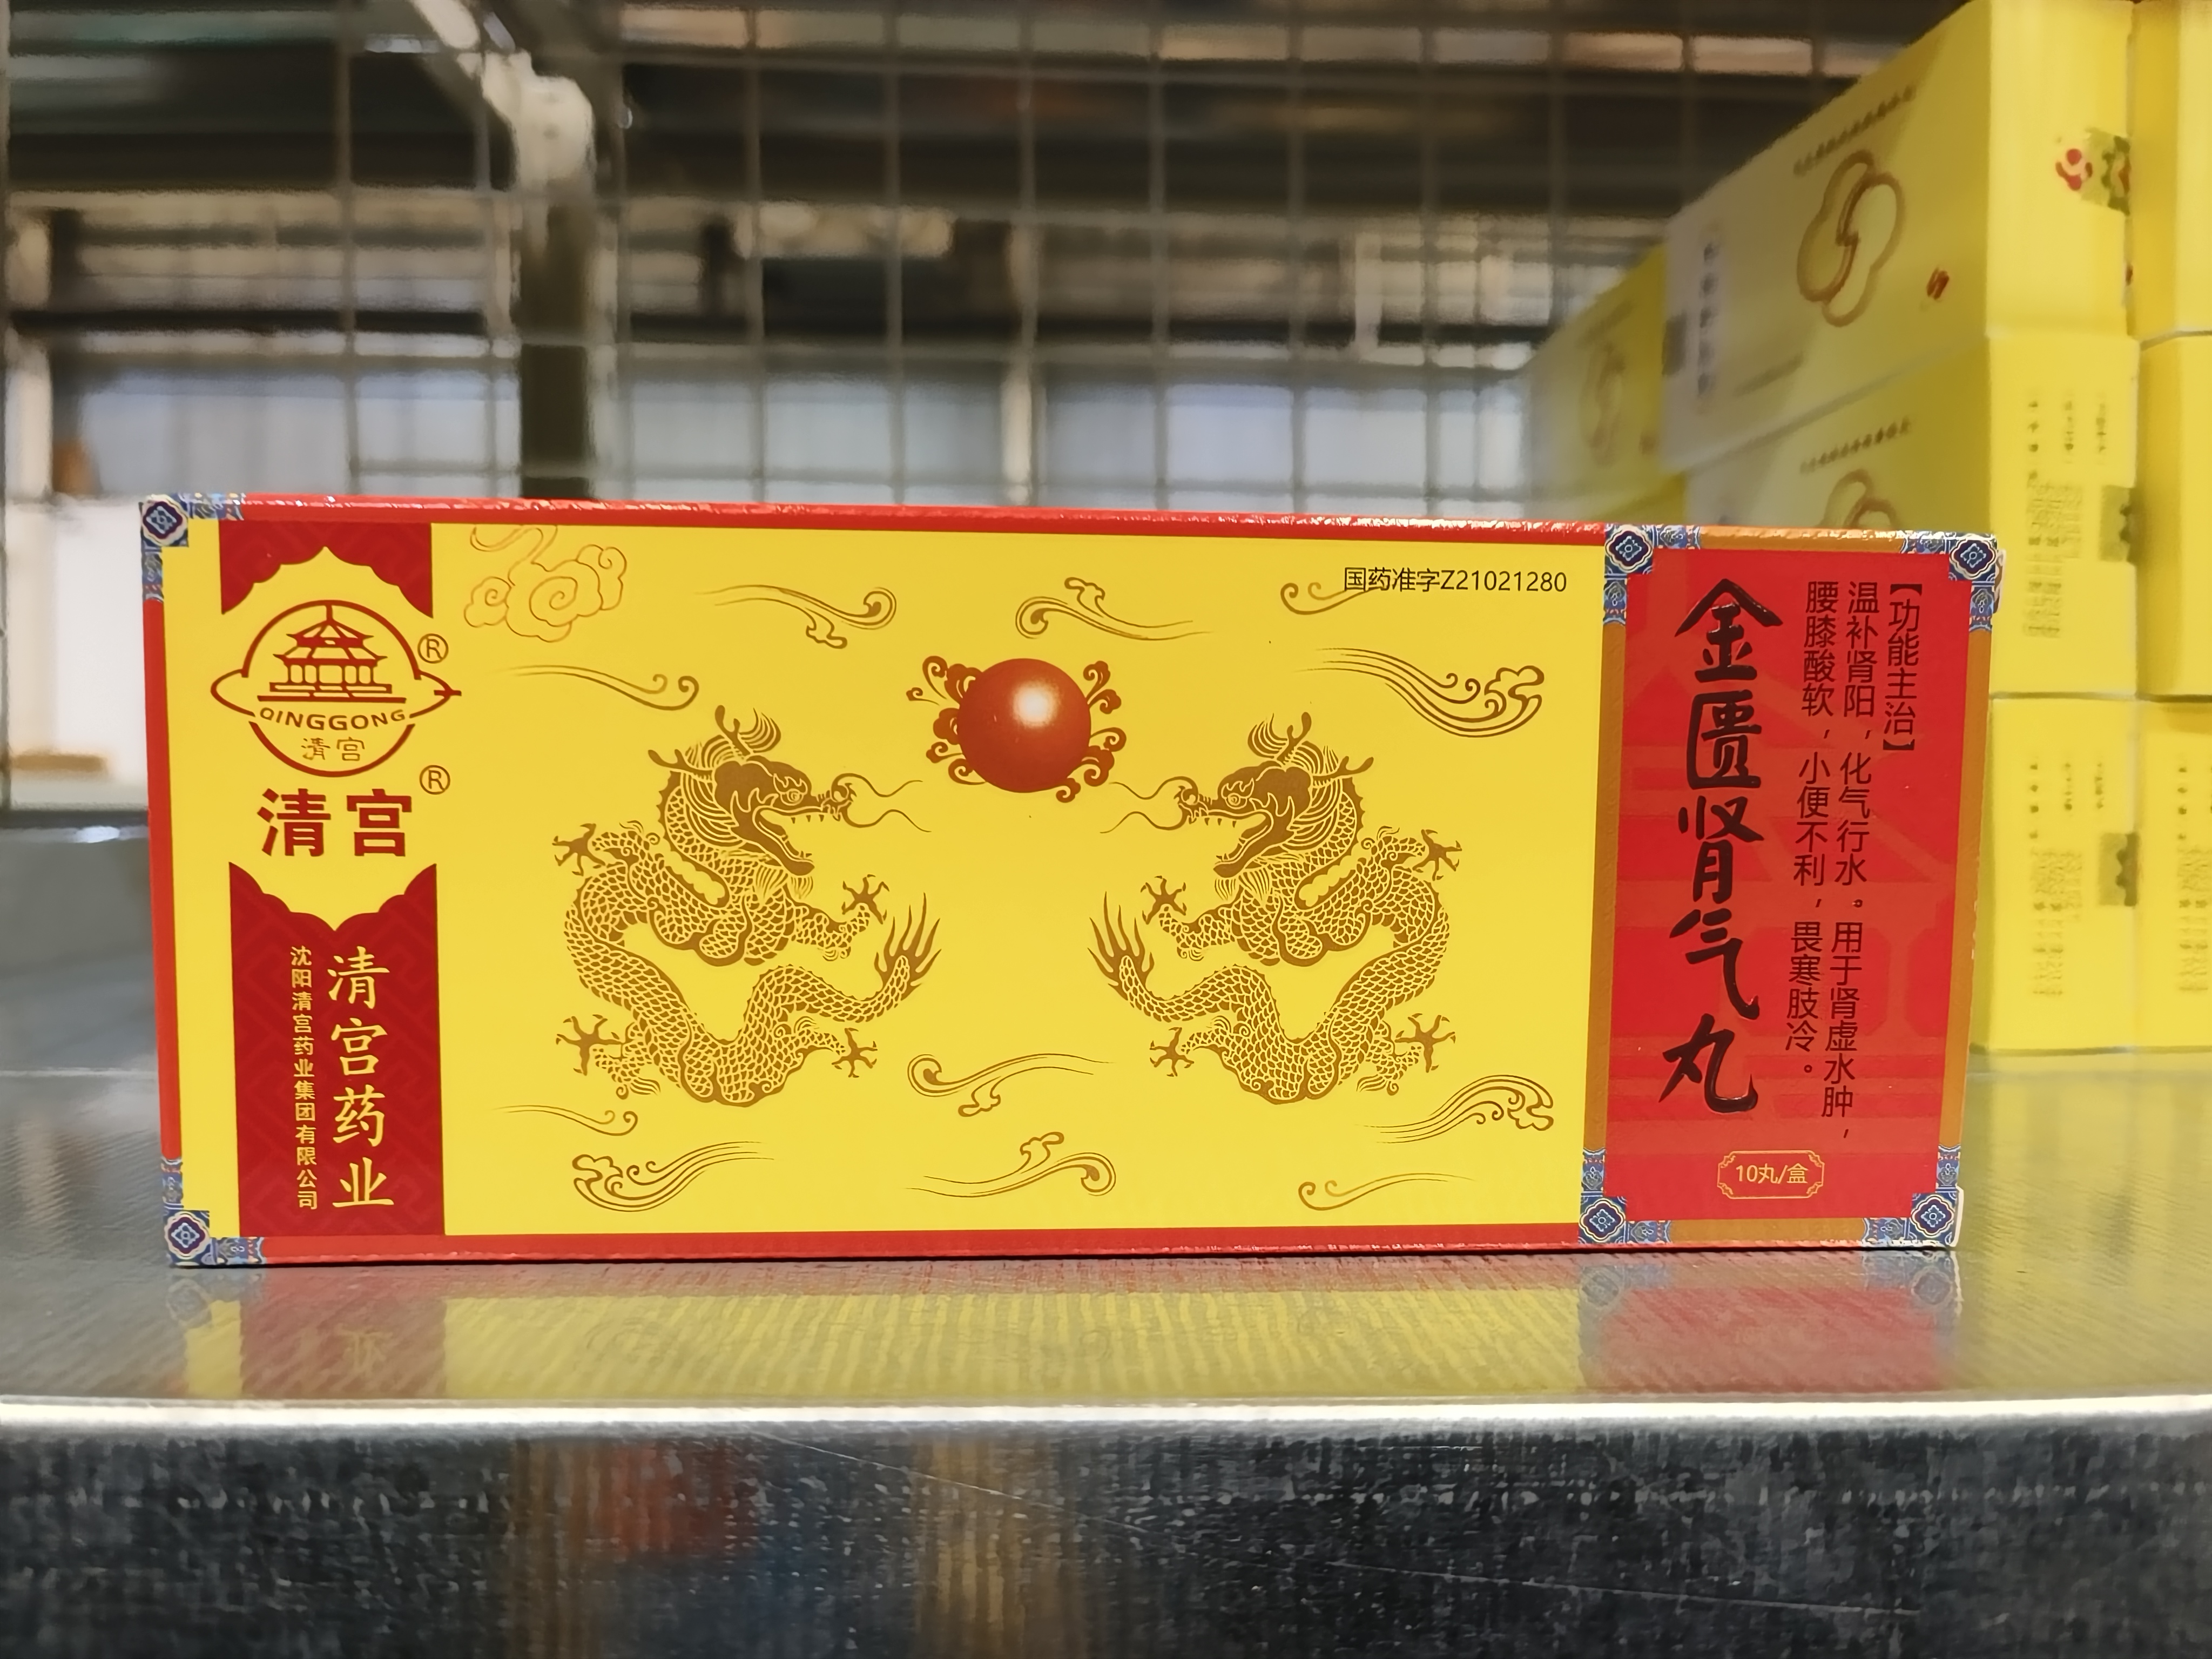 QINGGONG
清宫
清宫
清宫药业
沈阳清宫药业集团有限公司
国药准字Z21021280
【功能主治】
温补肾阳，化气行水。用于肾虚水肿，
腰膝酸软，小便不利，畏寒肢冷。
金匮肾气丸
10丸/盒